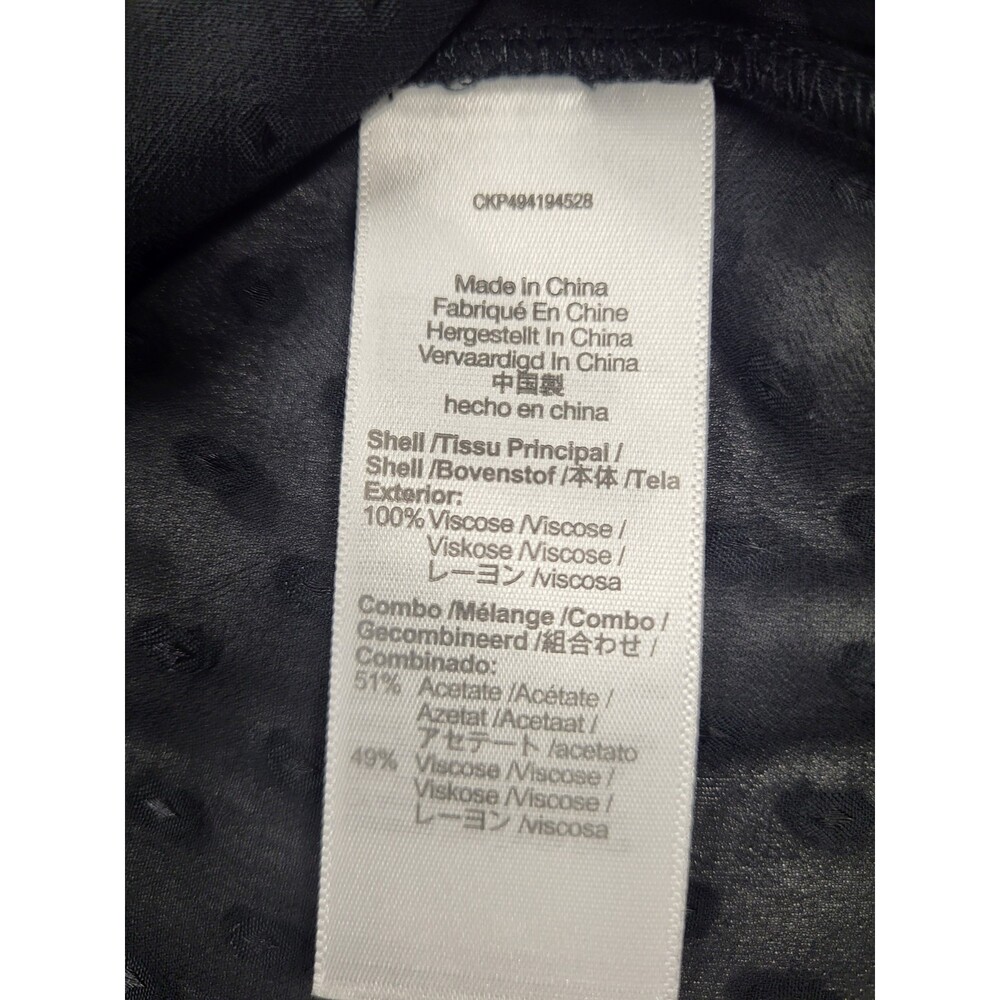 CKP494194528
Made in China
Fabriqué En Chine
Hergestellt In China
Vervaardigd In China
中国製
hecho en china
Shell /Tissu Principal /
Shell /Bovenstof /本体 /Tela
Exterior:
100% Viscose /Viscose /
Viskose /Viscose /
レーヨン /viscosa
Combo /Mélange /Combo /
Gecombineerd /組合わせ /
Combinado:
51% Acetate /Acétate /
Azetat /Acetaat /
アセテート /acetato
49% Viscose /Viscose /
Viskose /Viscose /
レーヨン /viscosa